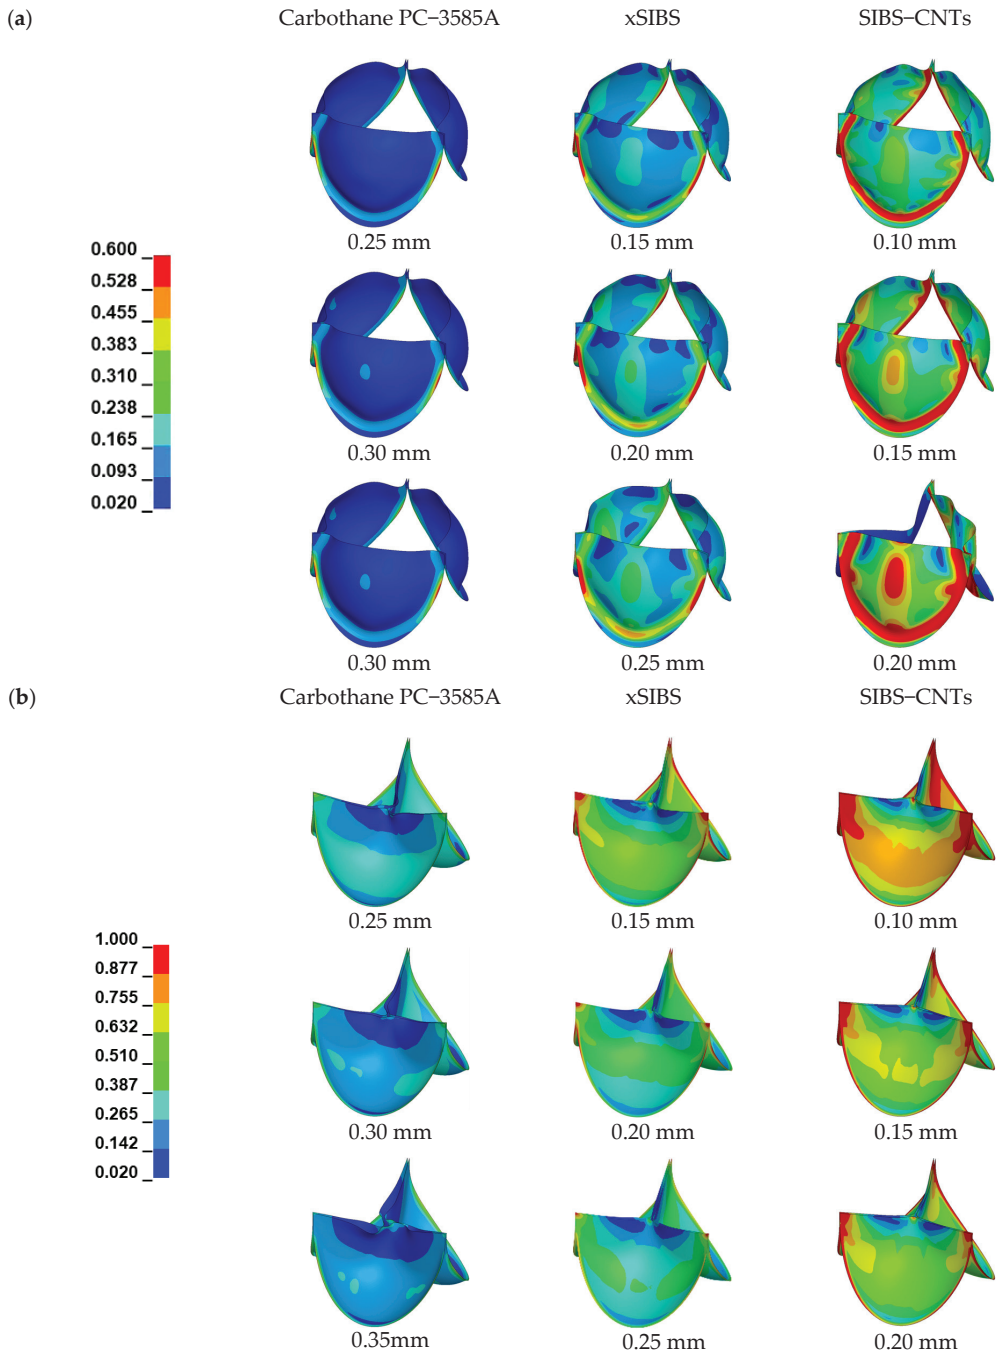 (a)
Carbothane PC−3585A xSIBS SIBS−CNTs
0.25 mm 0.15 mm 0.10 mm
0.600
0.528
0.455
0.383
0.310
0.238
0.165
0.093
0.020
0.30 mm 0.20 mm 0.15 mm
0.30 mm 0.25 mm 0.20 mm
(b)
Carbothane PC−3585A xSIBS SIBS−CNTs
0.25 mm 0.15 mm 0.10 mm
1.000
0.877
0.755
0.632
0.510
0.387
0.265
0.142
0.020
0.30 mm 0.20 mm 0.15 mm
0.35mm 0.25 mm 0.20 mm